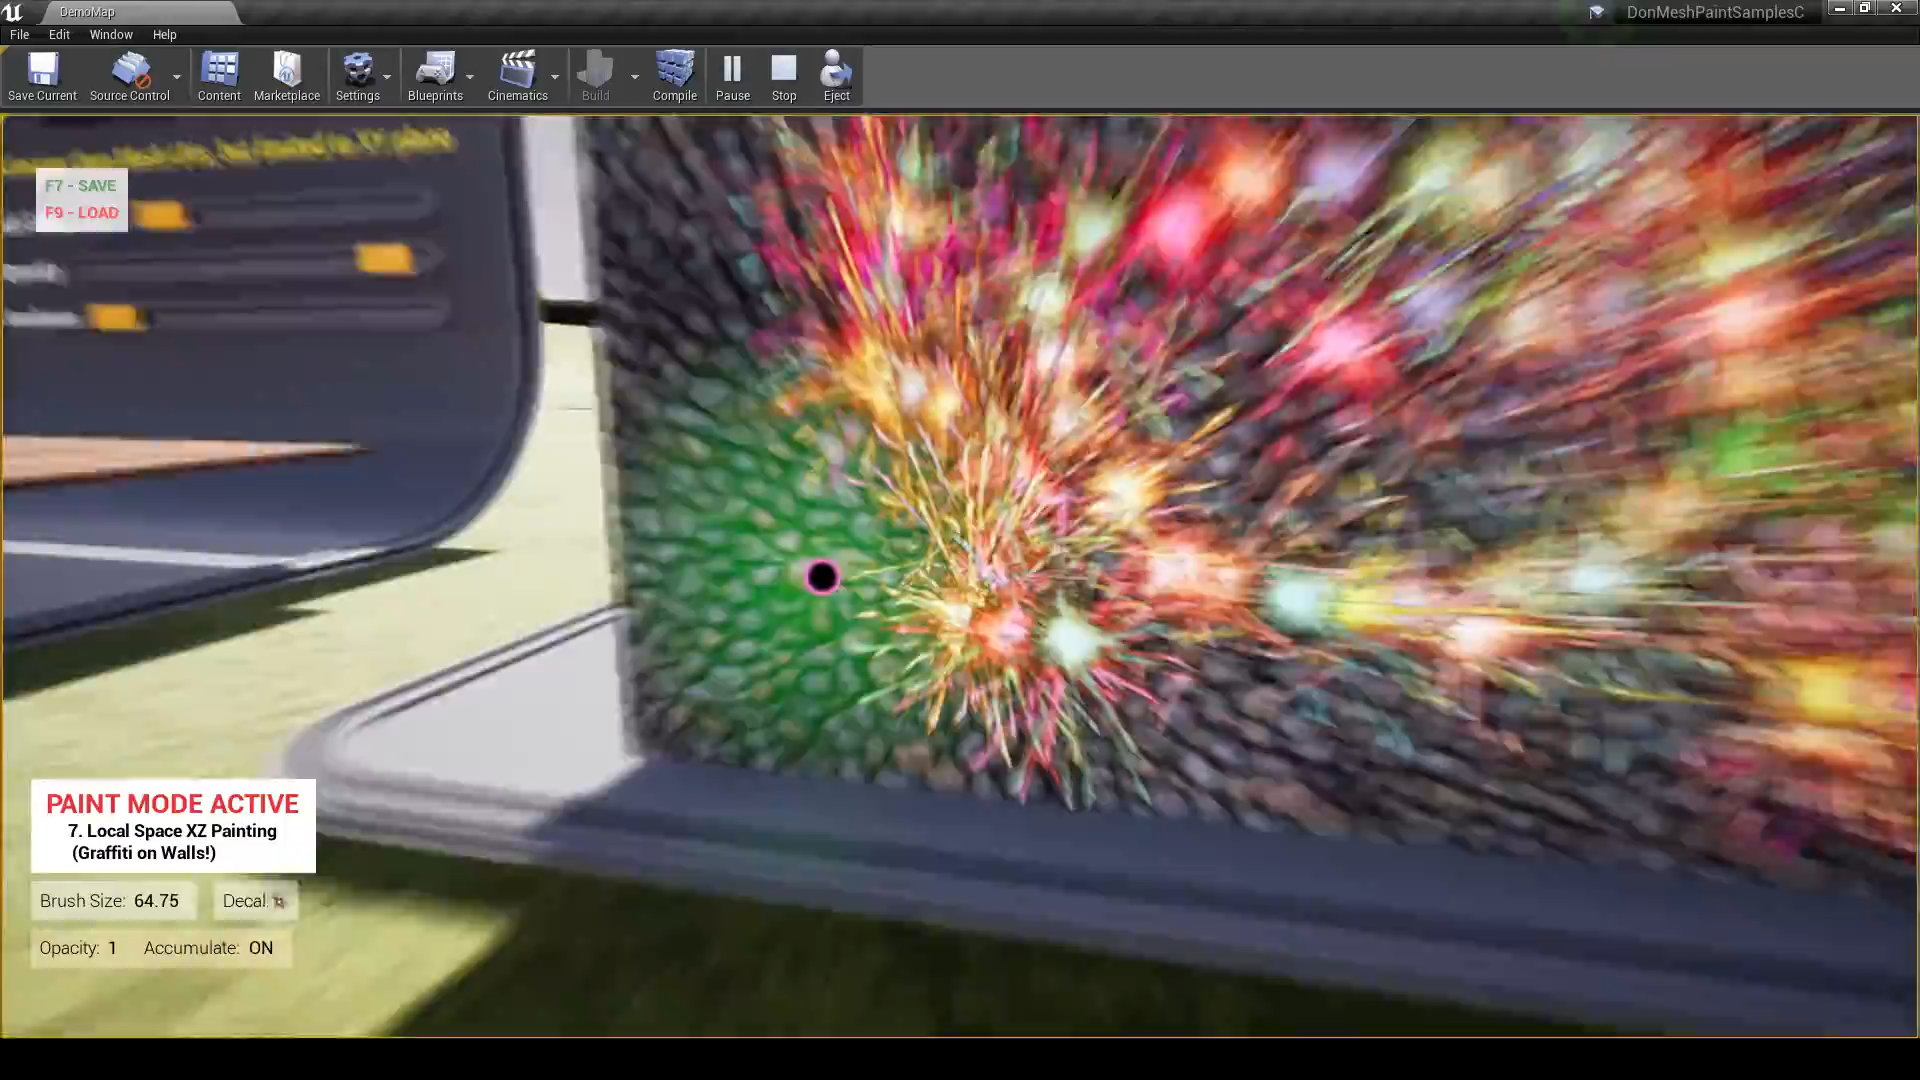 DemoMap
DonMeshPaintSamplesC
File Edit Window Help
Save Current Source Control Content Marketplace Settings Blueprints Cinematics Build Compile Pause Stop Eject
F7 - SAVE
F9 - LOAD
PAINT MODE ACTIVE
7. Local Space XZ Painting
(Graffiti on Walls!)
Brush Size: 64.75 Decal:
Opacity: 1 Accumulate: ON